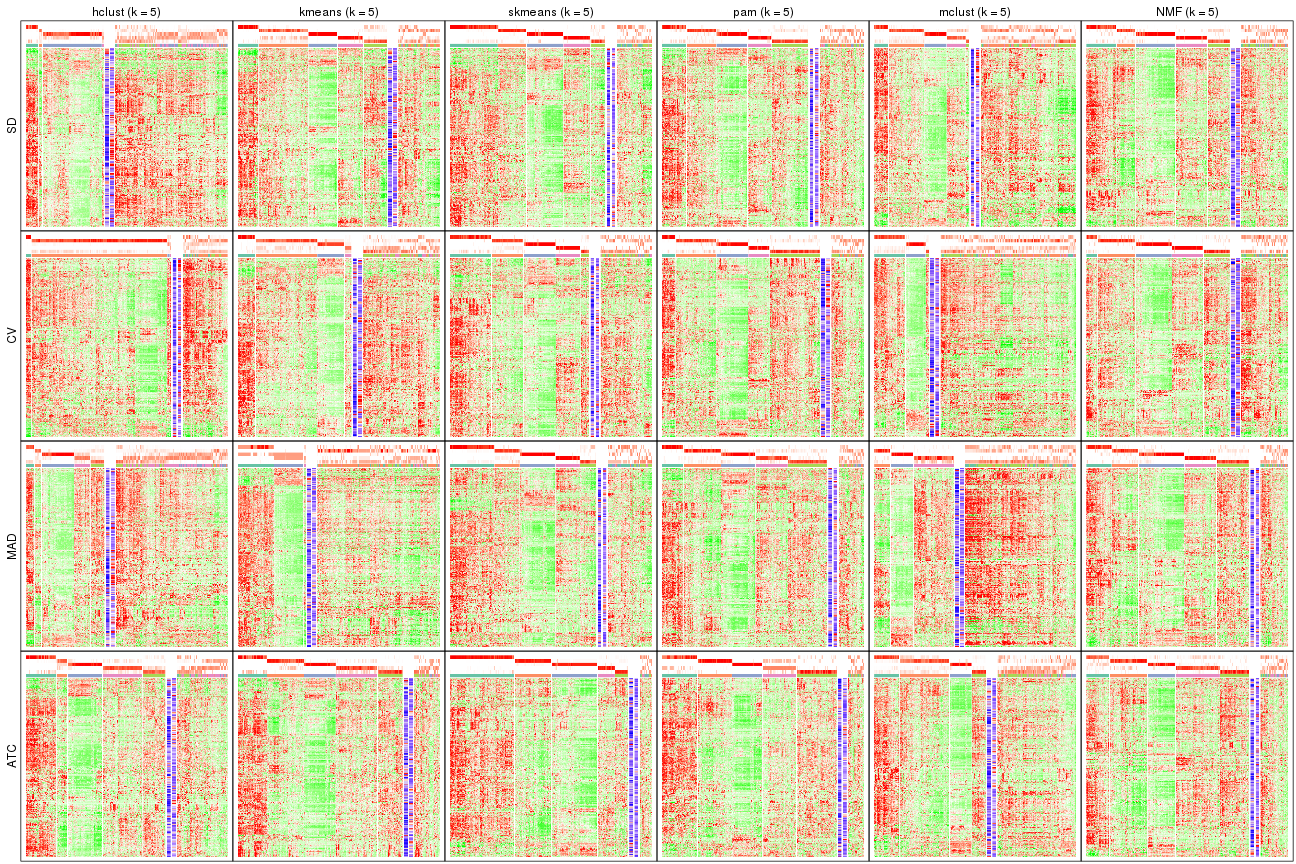 hclust (k = 5) kmeans (k = 5) skmeans (k = 5) pam (k = 5) mclust (k = 5) NMF (k = 5)
SD
CV
MAD
ATC